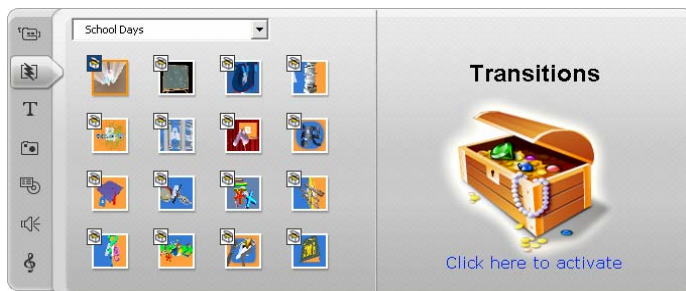 School Days
Transitions
T
Click here to activate